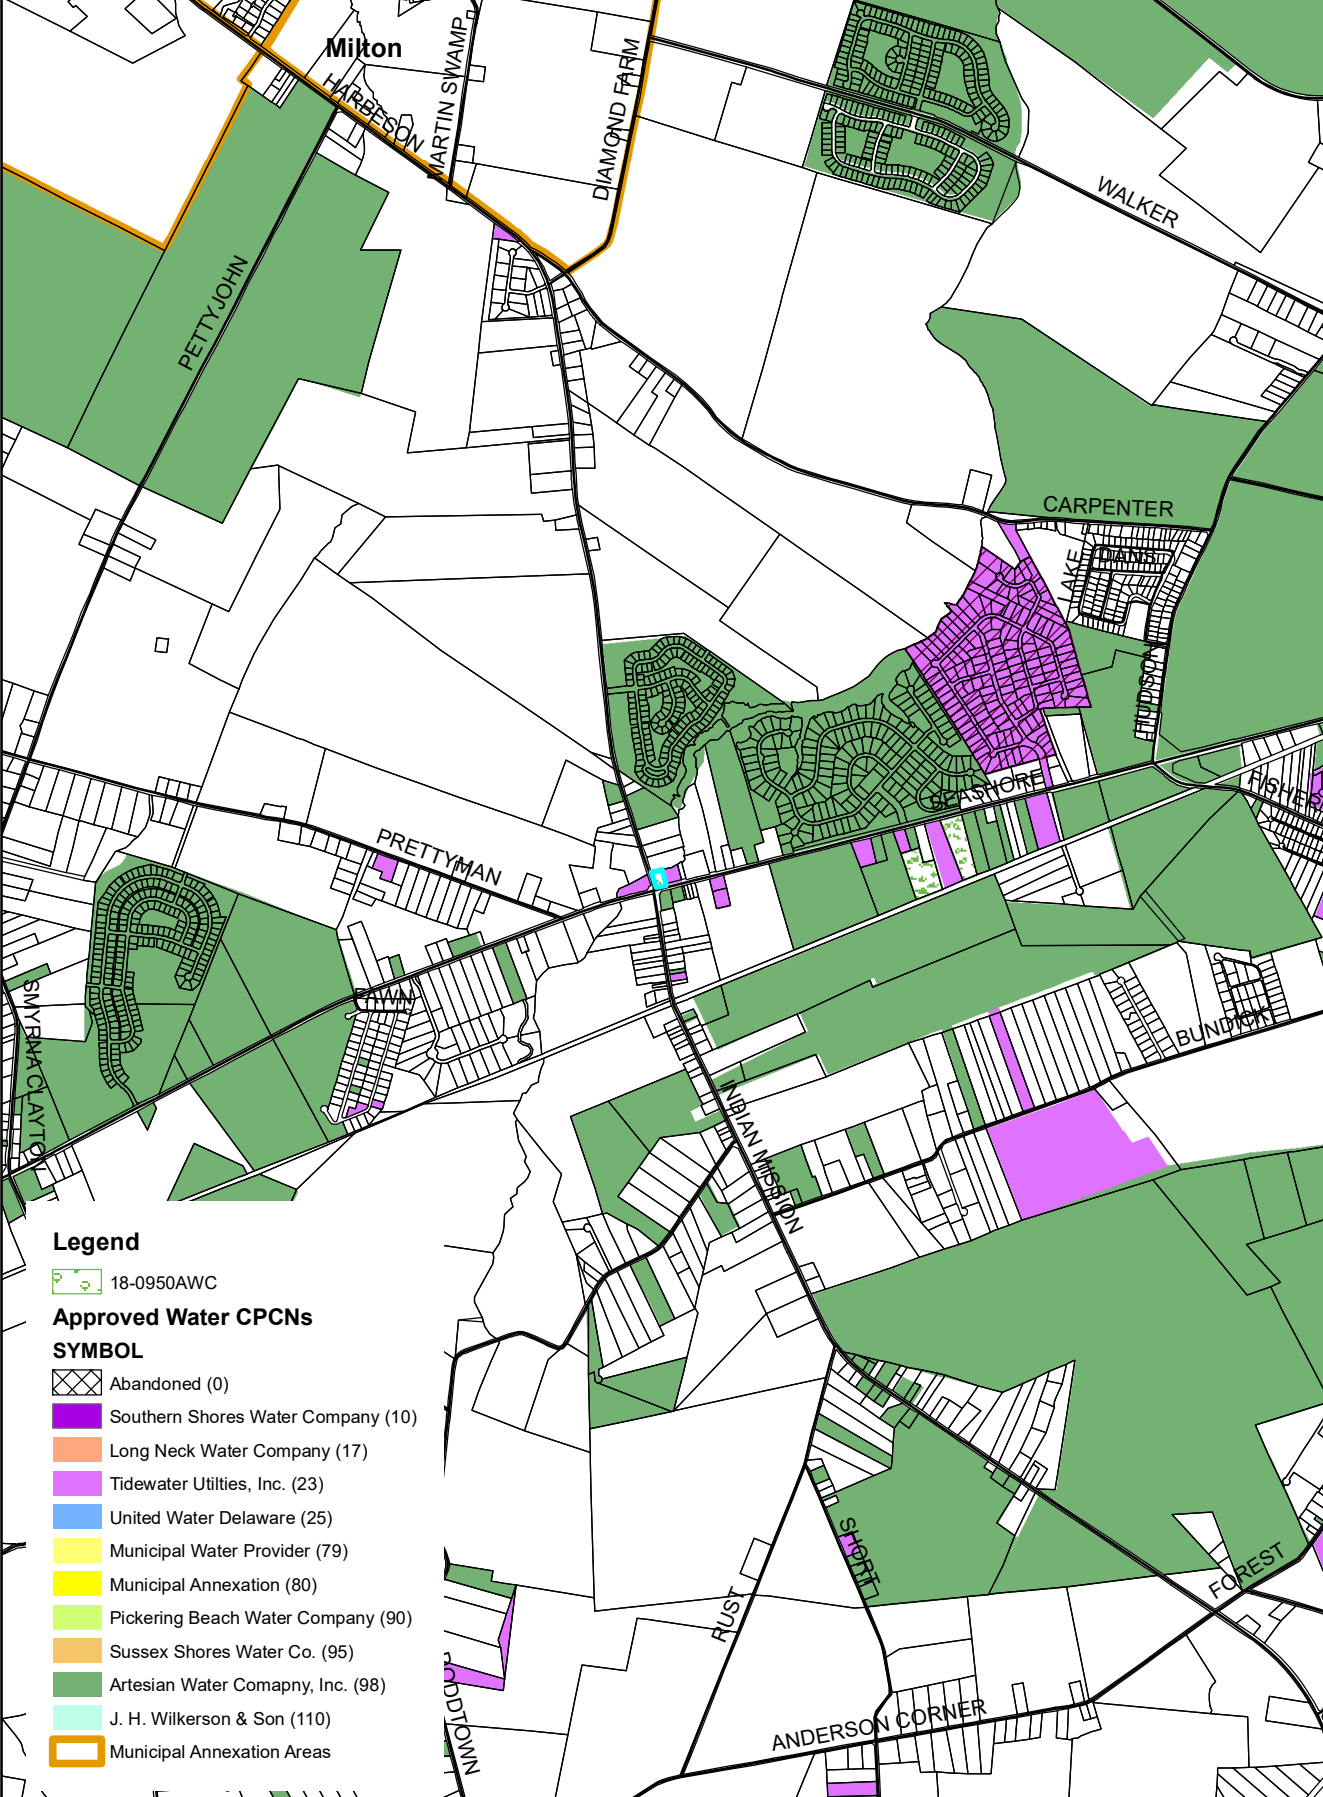 Milton
HARBESON
MARTIN SWAMP
DIAMOND FARM
WALKER
PETTYJOHN
CARPENTER
LAKE
DANS
HUDSON
SEASHORE
FISHER
PRETTYMAN
FAWN
SMYRNA CLAYTON
BUNDICK
INDIAN MISSION
SHORT
RUST
FOREST
ANDERSON CORNER
ODDTOWN
Legend
18-0950AWC
Approved Water CPCNs
SYMBOL
Abandoned (0)
Southern Shores Water Company (10)
Long Neck Water Company (17)
Tidewater Utilties, Inc. (23)
United Water Delaware (25)
Municipal Water Provider (79)
Municipal Annexation (80)
Pickering Beach Water Company (90)
Sussex Shores Water Co. (95)
Artesian Water Comapny, Inc. (98)
J. H. Wilkerson & Son (110)
Municipal Annexation Areas